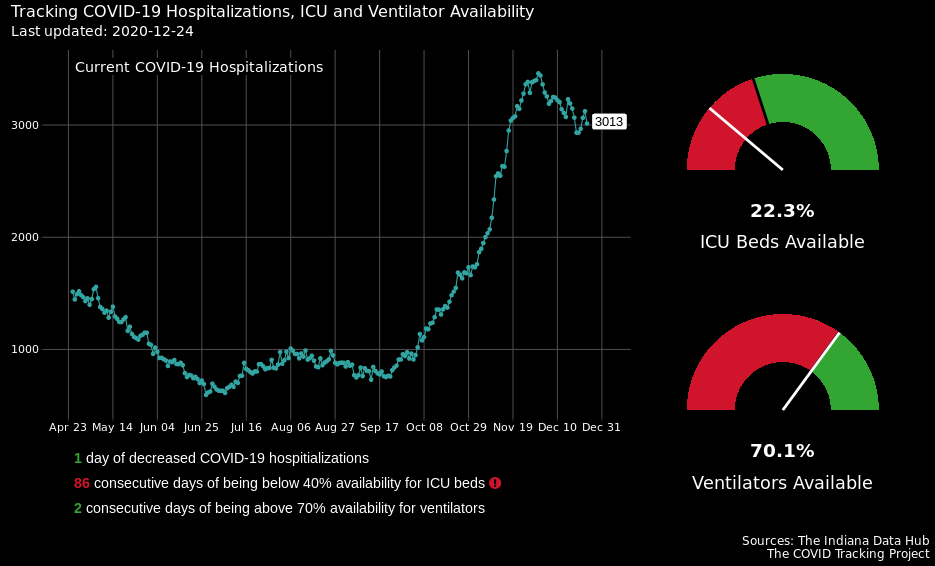 Tracking COVID-19 Hospitalizations, ICU and Ventilator Availability
Last updated: 2020-12-24
Current COVID-19 Hospitalizations
3000
2000
1000
3013
Apr 23 May 14 Jun 04 Jun 25 Jul 16 Aug 06 Aug 27 Sep 17 Oct 08 Oct 29 Nov 19 Dec 10 Dec 31
22.3%
ICU Beds Available
70.1%
Ventilators Available
1 day of decreased COVID-19 hospitializations
86 consecutive days of being below 40% availability for ICU beds
2 consecutive days of being above 70% availability for ventilators
Sources: The Indiana Data Hub
The COVID Tracking Project